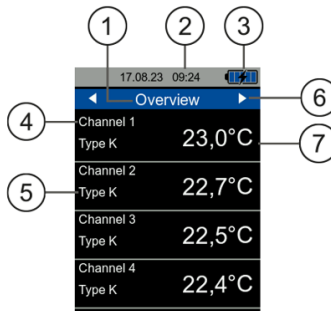 1 2 3
17.08.23 09:24
Overview 6
4 Channel 1
Type K 23,0°C 7
Channel 2
5 Type K 22,7°C
Channel 3
Type K 22,5°C
Channel 4
Type K 22,4°C